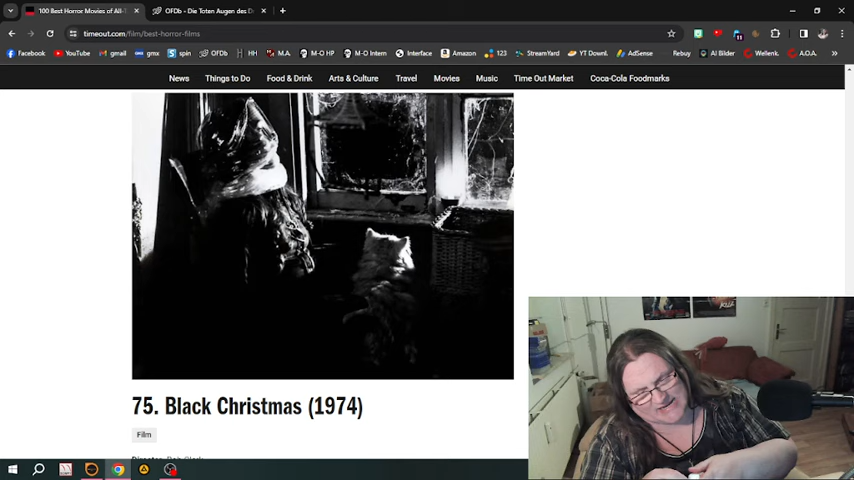 100 Best Horror Movies of All-T
OFDb - Die Toten Augen des D
timeout.com/film/best-horror-films
Facebook YouTube gmail gmx spin OFDb HH M.A. M-O HP M-O Intern Interface Amazon 123 StreamYard YT Downl. AdSense Rebuy AI Bilder Wellenk. A.O.A.
News Things to Do Food & Drink Arts & Culture Travel Movies Music Time Out Market Coca-Cola Foodmarks
75. Black Christmas (1974)
Film